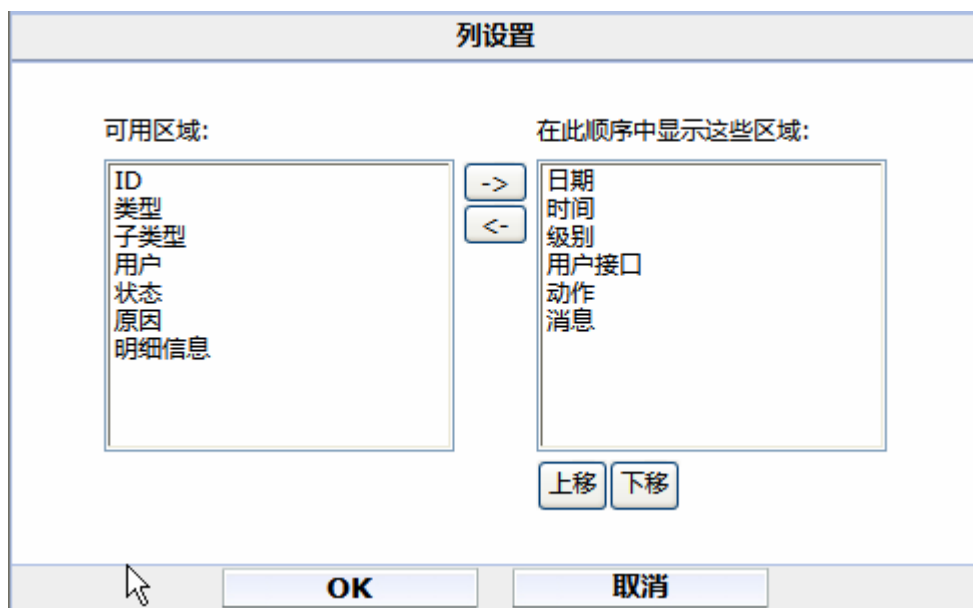 列设置
可用区域:
ID
类型
子类型
用户
状态
原因
明细信息
->
<-
在此顺序中显示这些区域:
日期
时间
级别
用户接口
动作
消息
上移 下移
OK 取消